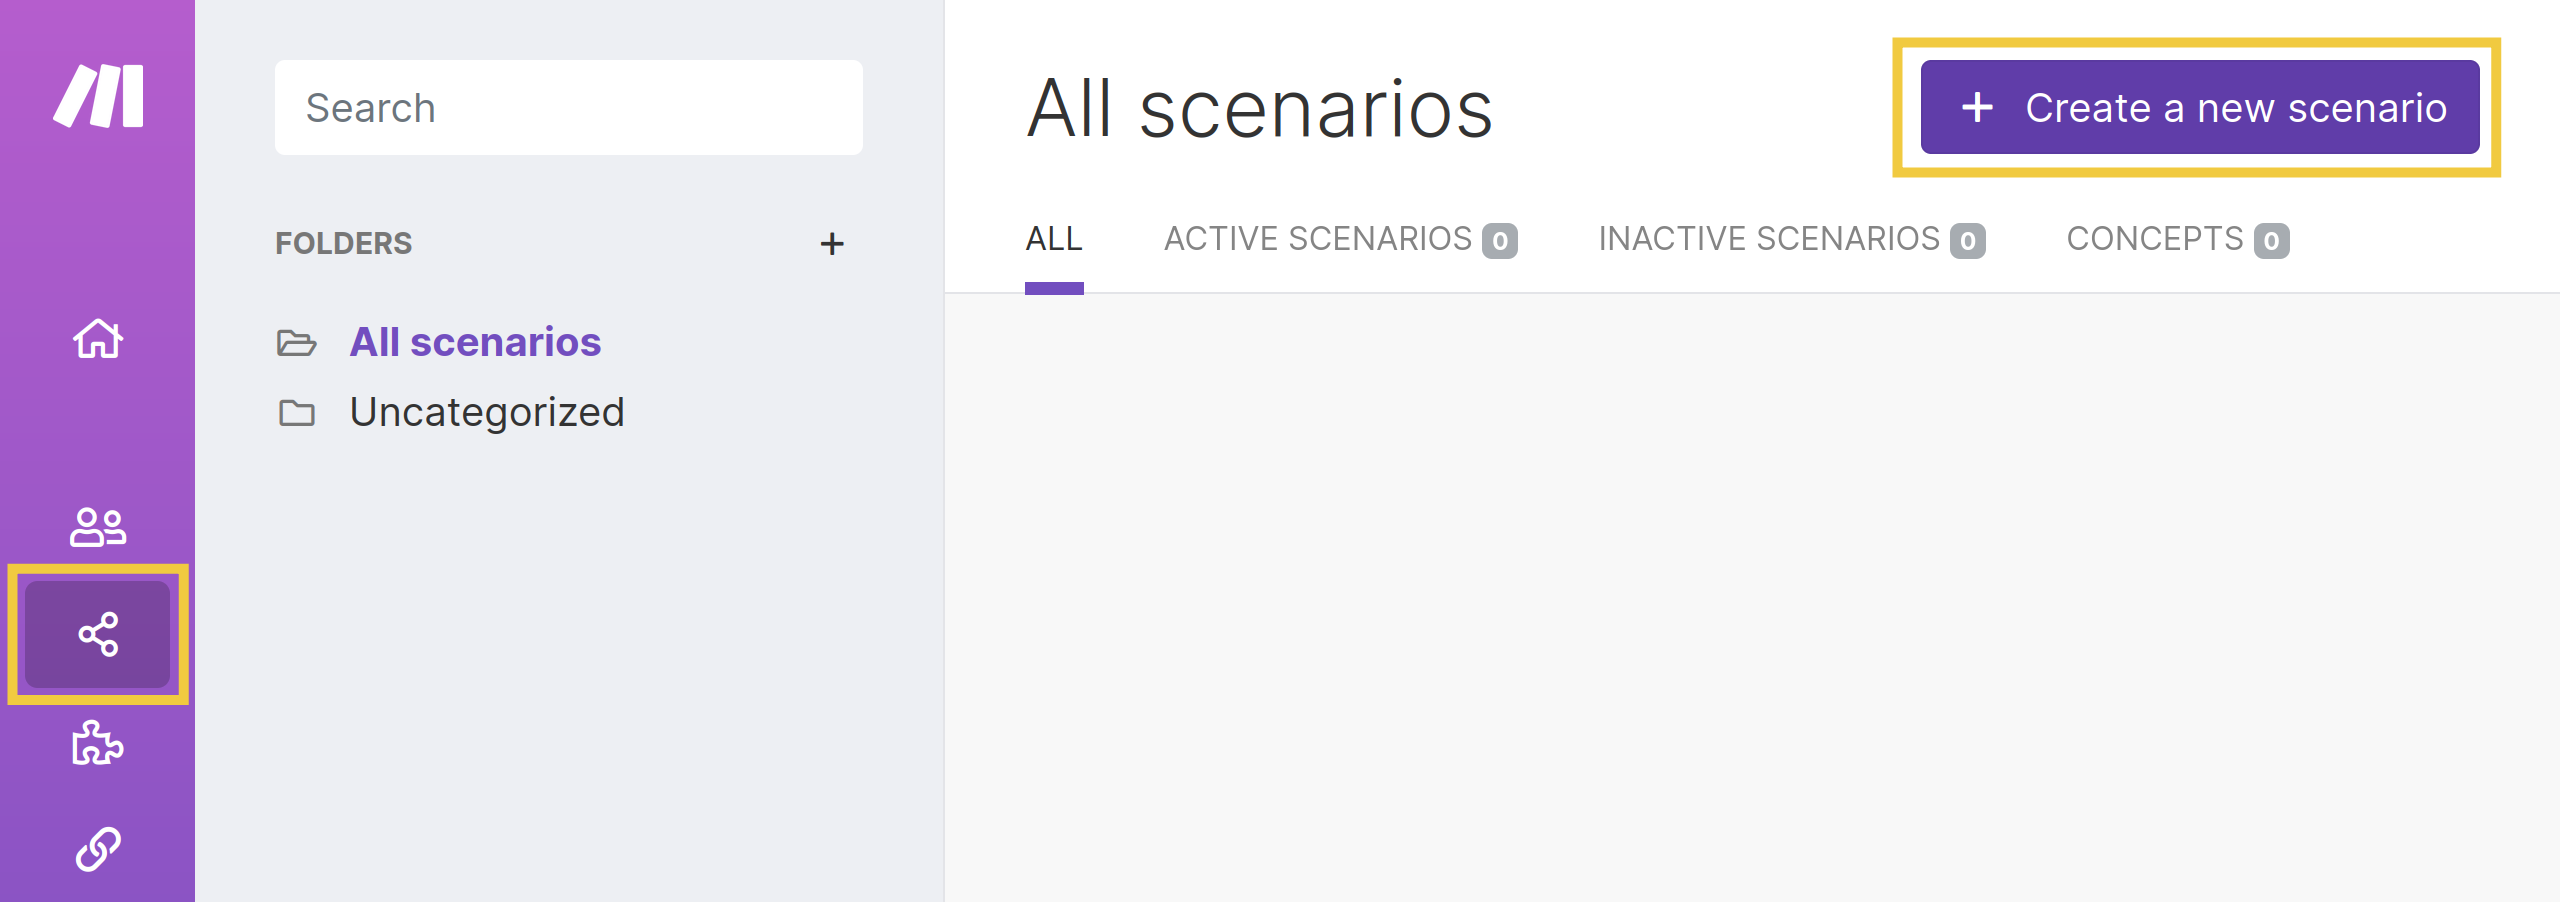 Search
FOLDERS +
All scenarios
Uncategorized
All scenarios
+ Create a new scenario
ALL ACTIVE SCENARIOS 0 INACTIVE SCENARIOS 0 CONCEPTS 0